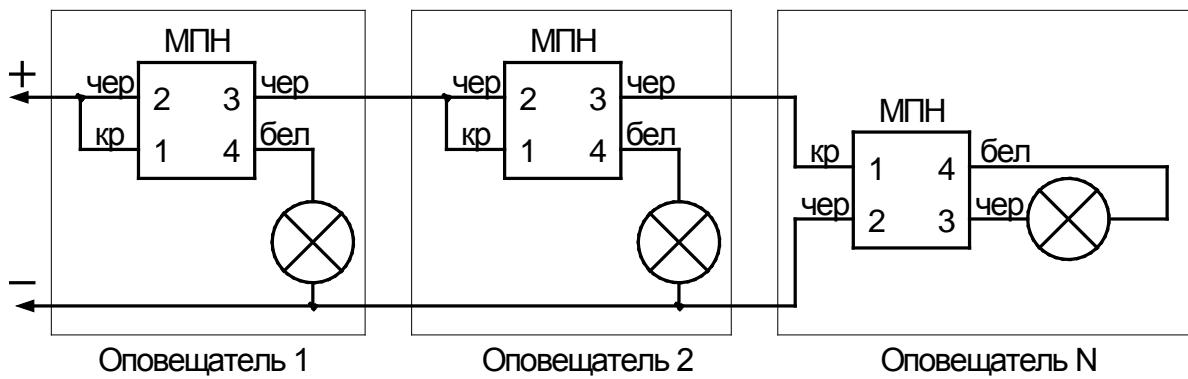 МПН
МПН
+
чер 2 3 чер
чер 2 3 чер
МПН
кр 1 4 бел
кр 1 4 бел
кр 1 4 бел
чер 2 3 чер
–
Оповещатель 1
Оповещатель 2
Оповещатель N